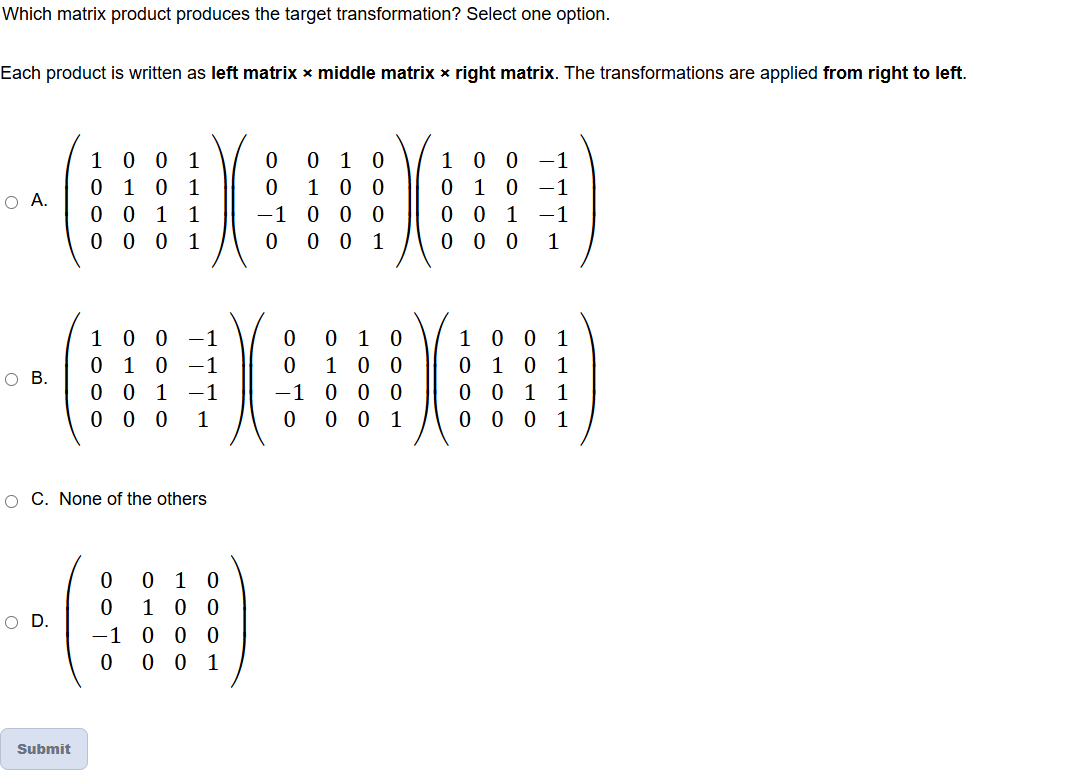 Which matrix product produces the target transformation? Select one option.
Each product is written as left matrix × middle matrix × right matrix. The transformations are applied from right to left.
A.
1 0 0 1   0 0 1 0   1 0 0 −1
0 1 0 1   0 1 0 0   0 1 0 −1
0 0 1 1   −1 0 0 0   0 0 1 −1
0 0 0 1   0 0 0 1   0 0 0 1
B.
1 0 0 −1   0 0 1 0   1 0 0 1
0 1 0 −1   0 1 0 0   0 1 0 1
0 0 1 −1   −1 0 0 0   0 0 1 1
0 0 0 1   0 0 0 1   0 0 0 1
C. None of the others
D.
0 0 1 0
0 1 0 0
−1 0 0 0
0 0 0 1
Submit